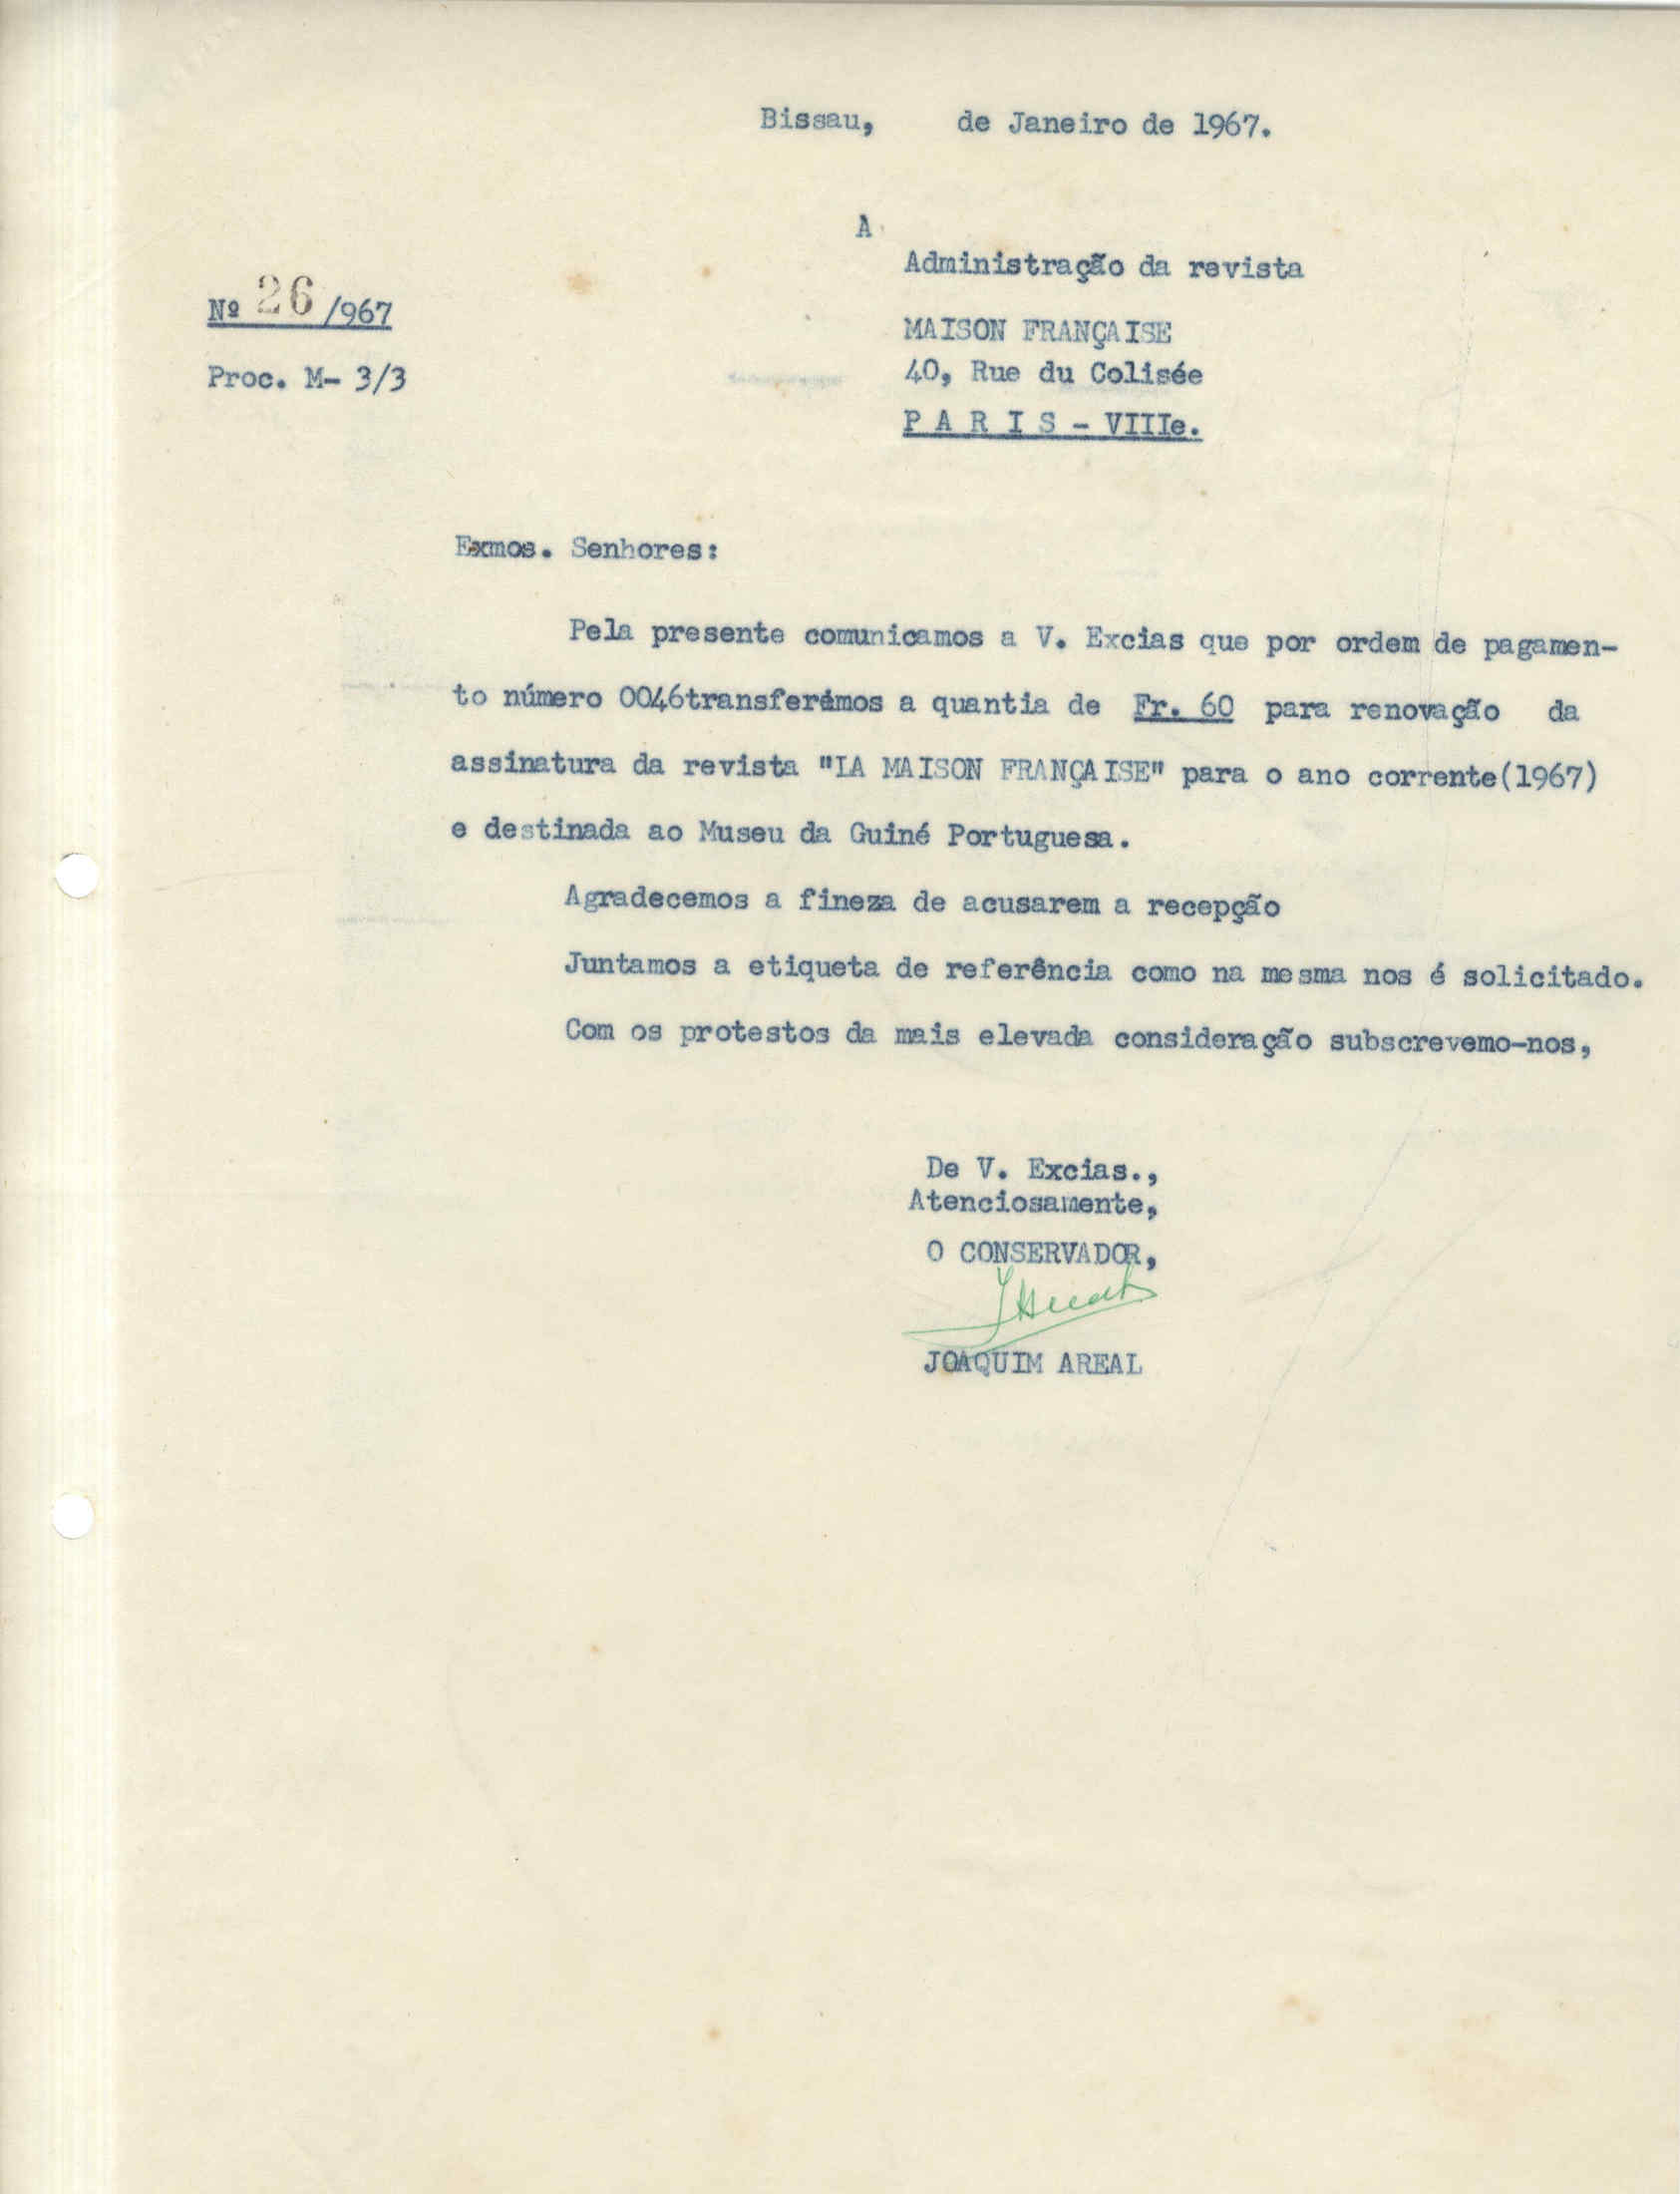 Bissau, de Janeiro de 1967.
A
Administração da revista
Nº 26 /967
MAISON FRANÇAISE
Proc. M- 3/3
40, Rue du Colisée
P A R I S - VIIIe.
Exmos. Senhores:
Pela presente comunicamos a V. Excias que por ordem de pagamen-
to número 0046transferimos a quantia de Fr. 60 para renovação da
assinatura da revista "LA MAISON FRANÇAISE" para o ano corrente(1967)
e destinada ao Museu da Guiné Portuguesa.
Agradecemos a fineza de acusarem a recepção
Juntamos a etiqueta de referência como na mesma nos é solicitado.
Com os protestos da mais elevada consideração subscrevemo-nos,
De V. Excias.,
Atenciosamente,
O CONSERVADOR,
JAreal
JOAQUIM AREAL